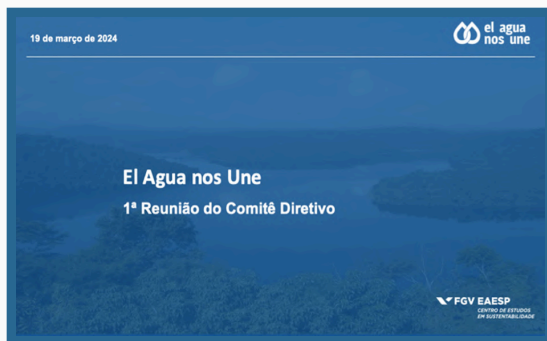 19 de março de 2024
el agua
nos une
El Agua nos Une
1ª Reunião do Comitê Diretivo
FGV EAESP
CENTRO DE ESTUDOS
EM SUSTENTABILIDADE